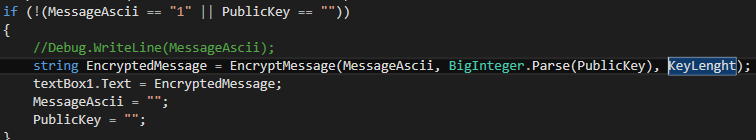 if (!(MessageAscii == "1" || PublicKey == ""))
{
//Debug.WriteLine(MessageAscii);
string EncryptedMessage = EncryptMessage(MessageAscii, BigInteger.Parse(PublicKey), KeyLenght);
textBox1.Text = EncryptedMessage;
MessageAscii = "";
PublicKey = "";
}